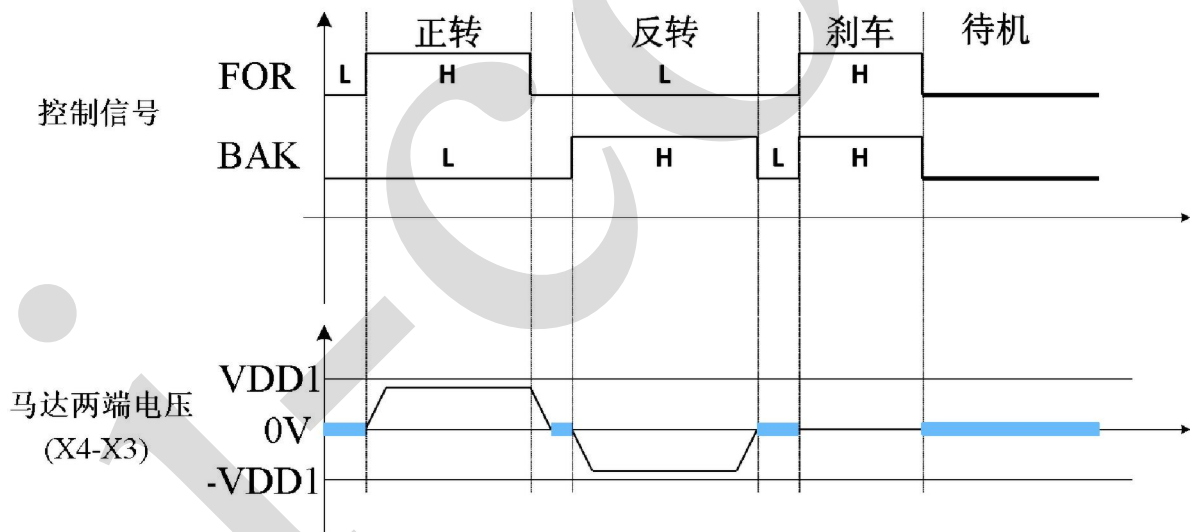 正转 反转 刹车 待机
FOR L H L H
控制信号
BAK L H L H
VDD1
马达两端电压
0V
(X4-X3)
-VDD1
i-co